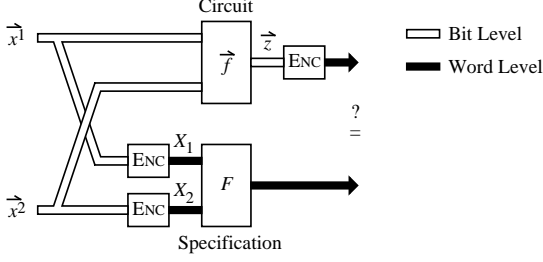 Circuit
x⃗¹
f⃗
z⃗
ENC
Bit Level
Word Level
?
=
ENC
X₁
F
x⃗²
ENC
X₂
Specification